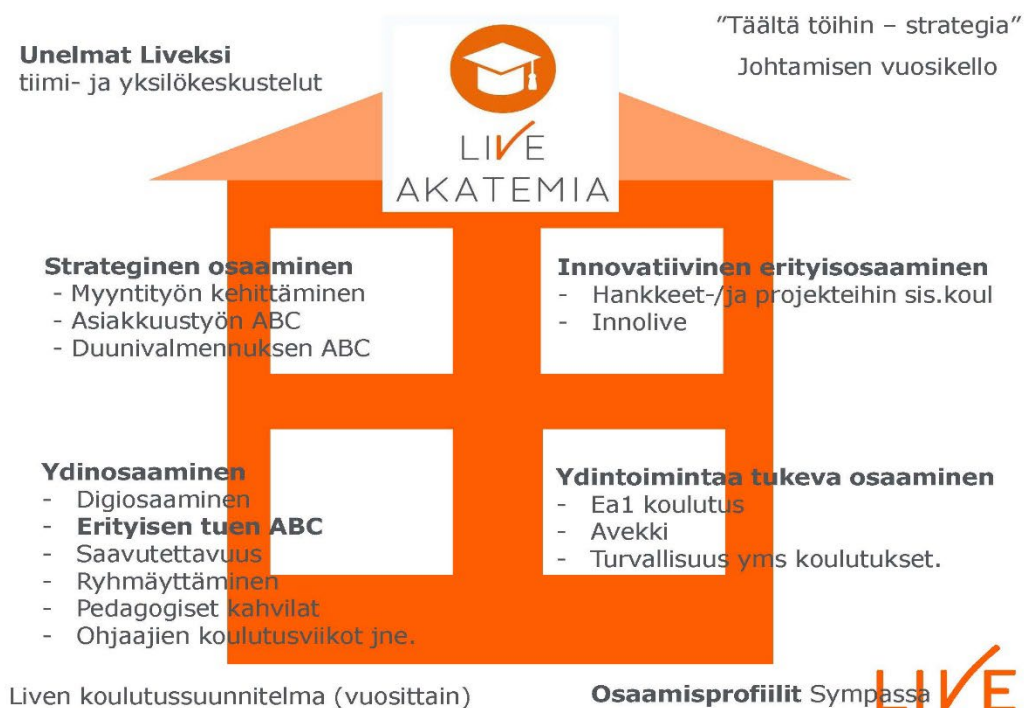 Unelmat Liveksi
tiimi- ja yksilökeskustelut
"Täältä töihin – strategia”
Johtamisen vuosikello
LIVE
AKATEMIA
Strateginen osaaminen
- Myyntityön kehittäminen
- Asiakkuustyön ABC
- Duunivalmennuksen ABC
Innovatiivinen erityisosaaminen
- Hankkeet-/ja projekteihin sis.koul
- Innolive
Ydinosaaminen
- Digiosaaminen
- Erityisen tuen ABC
- Saavutettavuus
- Ryhmäyttäminen
- Pedagogiset kahvilat
- Ohjaajien koulutusviikot jne.
Ydintoimintaa tukeva osaaminen
- Ea1 koulutus
- Avekki
- Turvallisuus yms koulutukset.
Liven koulutussuunnitelma (vuosittain)
Osaamisprofiilit Sympassa
LIVE